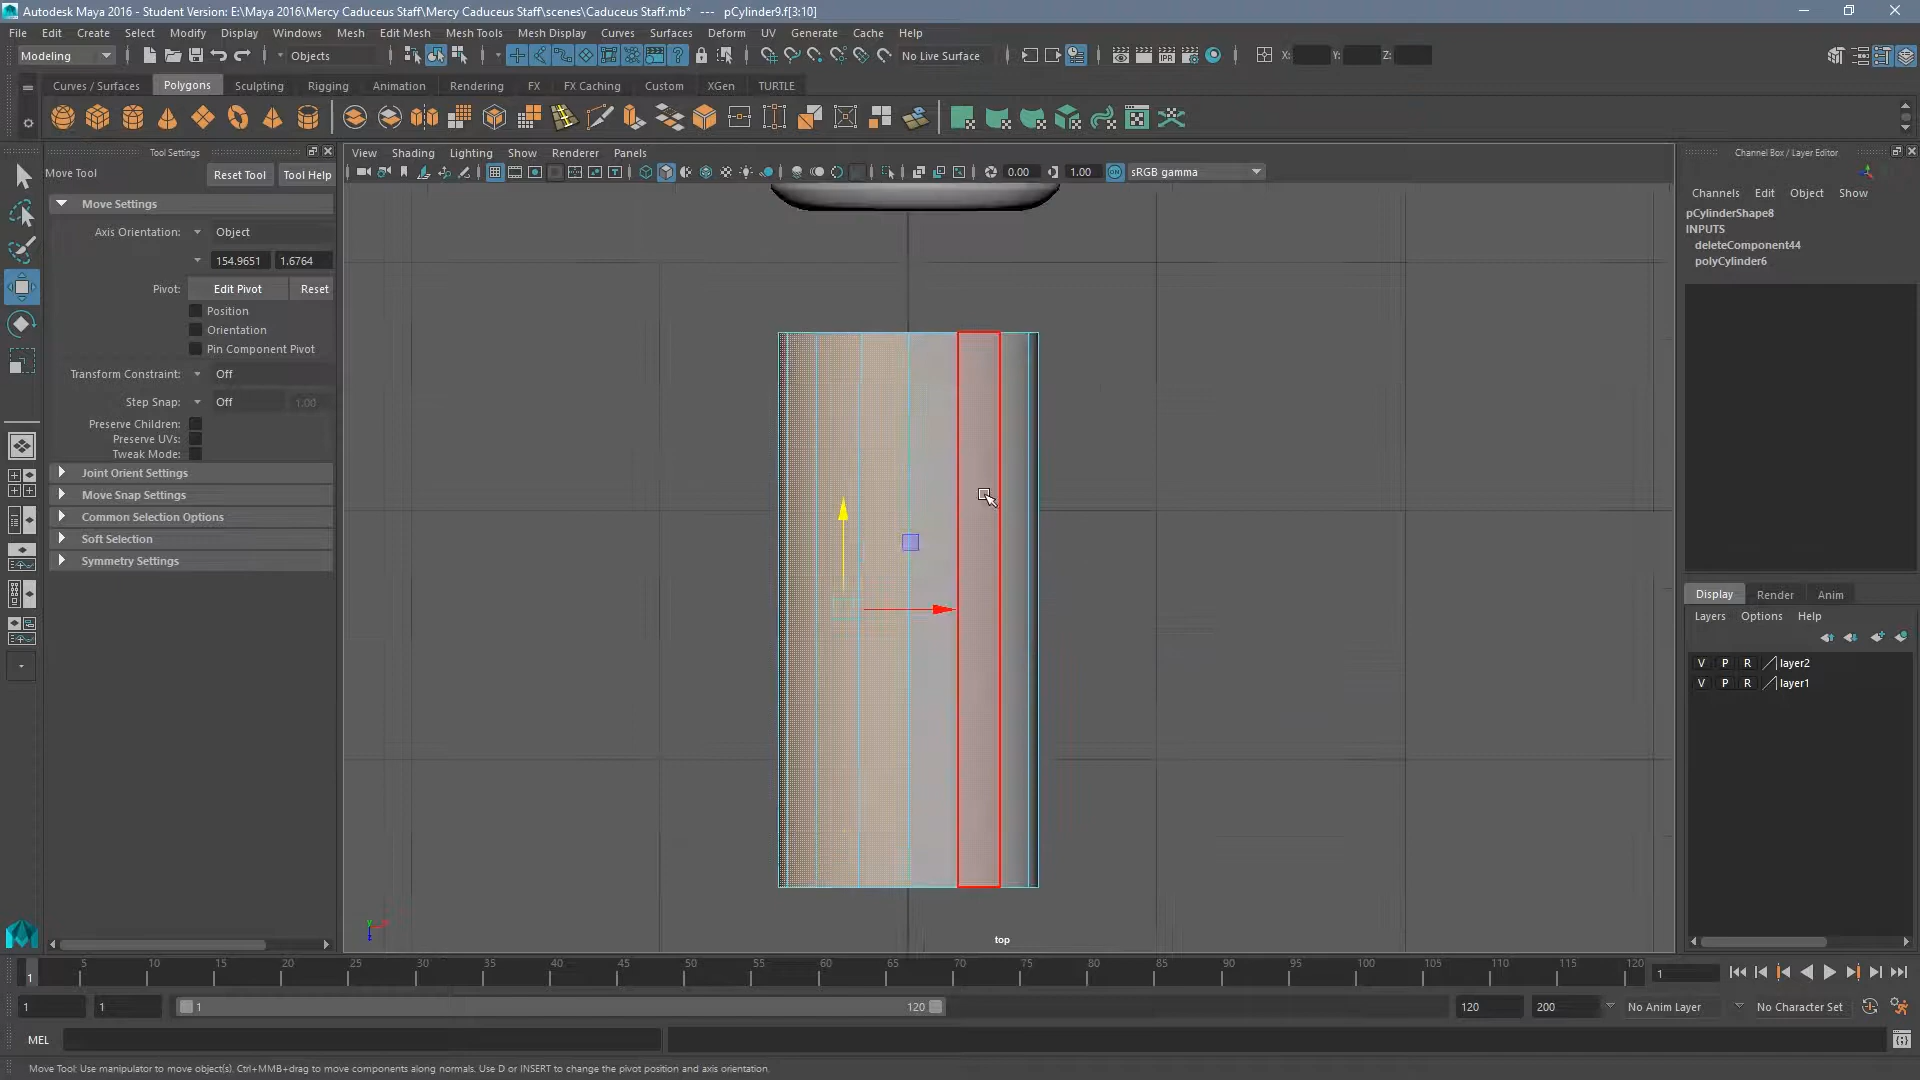 Autodesk Maya 2016 - Student Version: E:\Maya 2016\Mercy Caduceus Staff\Mercy Caduceus Staff\scenes\Caduceus Staff.mb* --- pCylinder9.f[3:10]
File Edit Create Select Modify Display Windows Mesh Edit Mesh Mesh Tools Mesh Display Curves Surfaces Deform UV Generate Cache Help
Modeling Objects No Live Surface X: Y: Z:
Curves / Surfaces Polygons Sculpting Rigging Animation Rendering FX FX Caching Custom XGen TURTLE
Tool Settings
Channel Box / Layer Editor
View Shading Lighting Show Renderer Panels
Move Tool Reset Tool Tool Help
0.00 1.00 ON sRGB gamma
Channels Edit Object Show
Move Settings
pCylinderShape8
INPUTS
Axis Orientation: Object
deleteComponent44
154.9651 1.6764
polyCylinder6
Pivot: Edit Pivot Reset
Position
Orientation
Pin Component Pivot
Transform Constraint: Off
Step Snap: Off 1.00
Preserve Children:
Preserve UVs:
Tweak Mode:
Joint Orient Settings
Move Snap Settings
Common Selection Options
Soft Selection
Symmetry Settings
Display Render Anim
Layers Options Help
V P R layer2
V P R layer1
top
1 5 10 15 20 25 30 35 40 45 50 55 60 65 70 75 80 85 90 95 100 105 110 115 120 1
1 1 1 120 120 200 No Anim Layer No Character Set
MEL
Move Tool: Use manipulator to move object(s). Ctrl+MMB+drag to move components along normals. Use D or INSERT to change the pivot position and axis orientation.